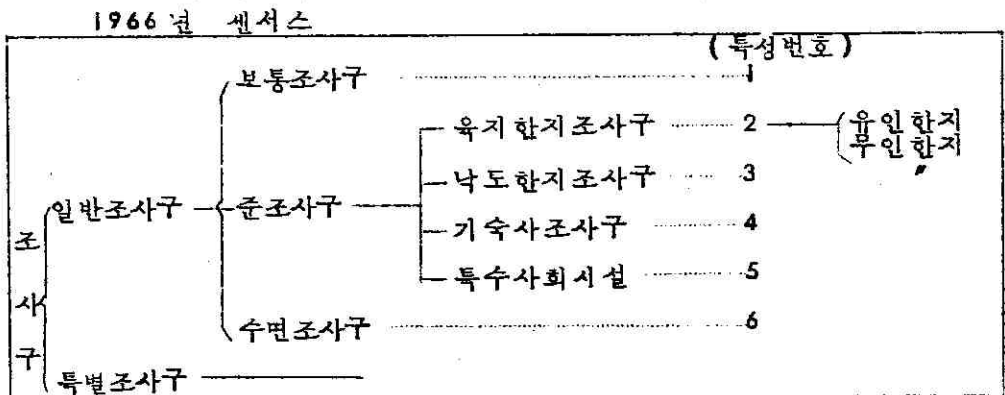 1966년 센서스
(특성번호)
보통조사구 1
육지한지조사구 2 유인한지
무인한지
낙도한지조사구 3 〃
일반조사구 준조사구
기숙사조사구 4
조사구
특수사회시설 5
수면조사구 6
특별조사구